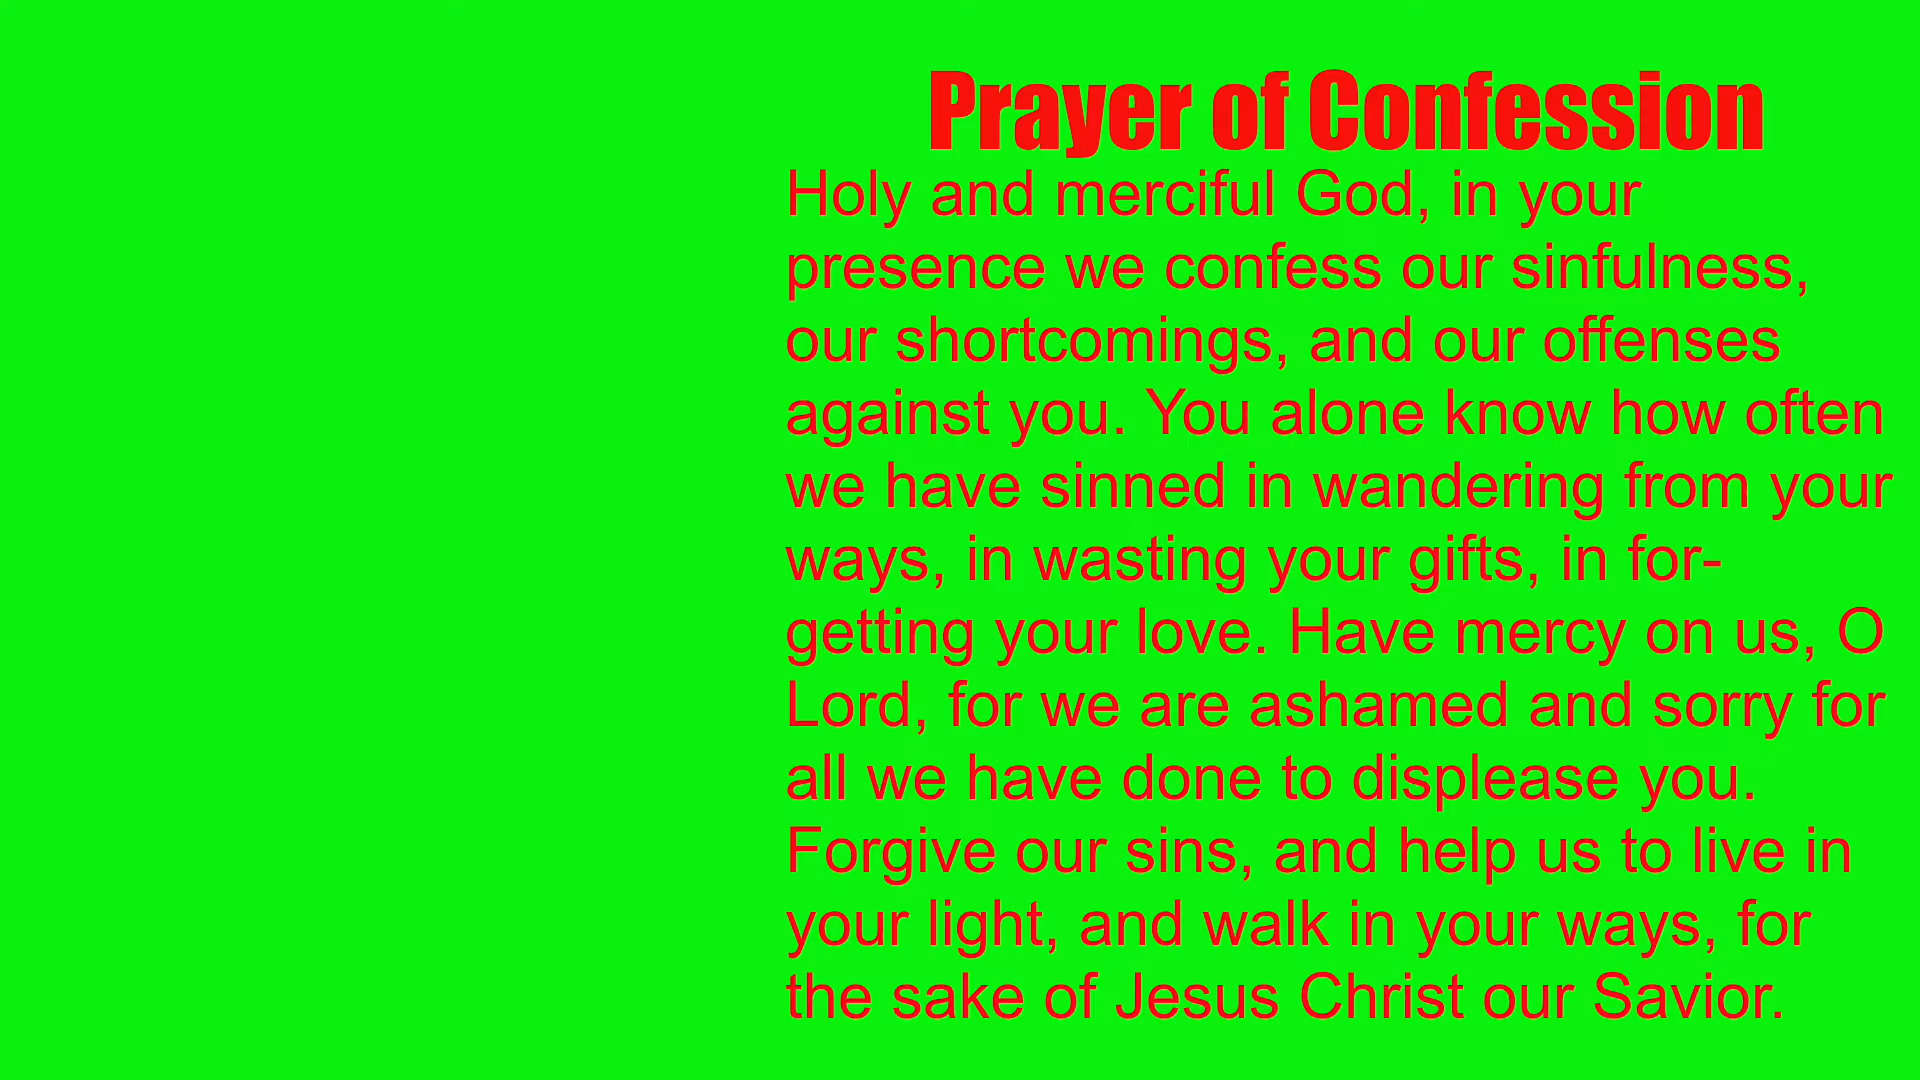 Prayer of Confession
Holy and merciful God, in your
presence we confess our sinfulness,
our shortcomings, and our offenses
against you. You alone know how often
we have sinned in wandering from your
ways, in wasting your gifts, in for-
getting your love. Have mercy on us, O
Lord, for we are ashamed and sorry for
all we have done to displease you.
Forgive our sins, and help us to live in
your light, and walk in your ways, for
the sake of Jesus Christ our Savior.